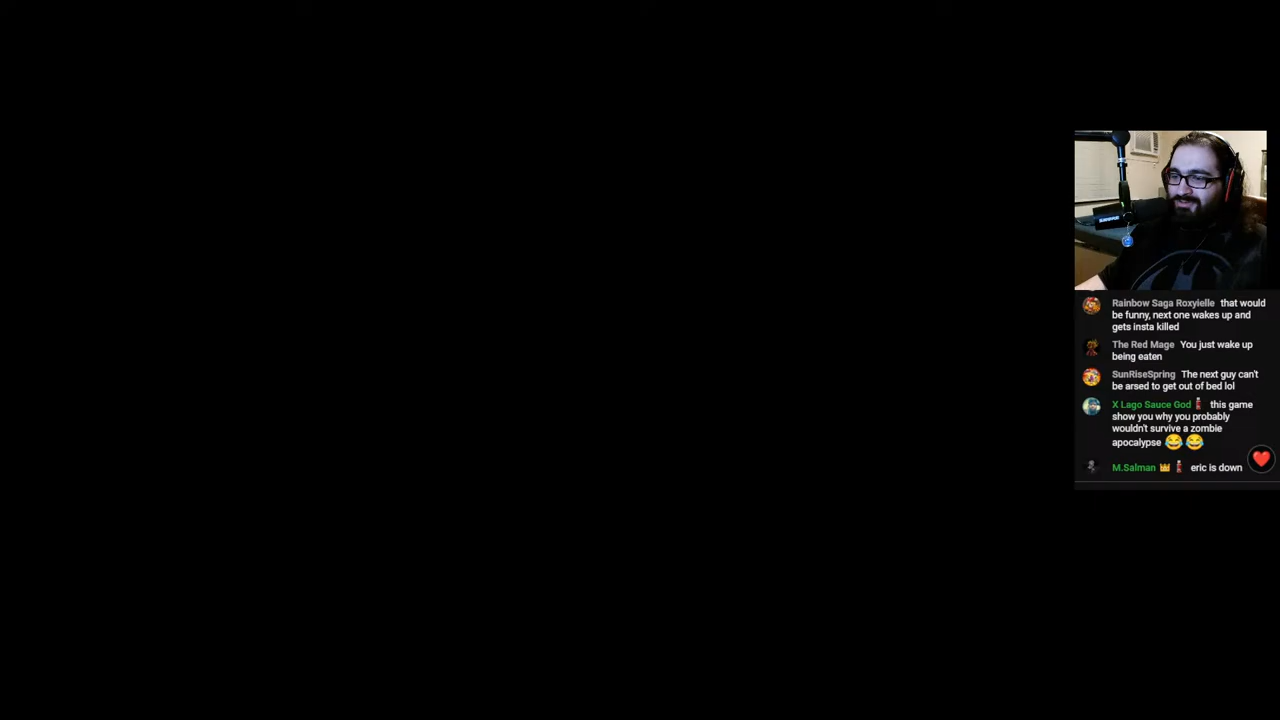 Rainbow Saga Roxyielle that would
be funny, next one wakes up and
gets insta killed
The Red Mage You just wake up
being eaten
SunRiseSpring The next guy can't
be arsed to get out of bed lol
X Lago Sauce God this game
show you why you probably
wouldn't survive a zombie
apocalypse 😂😂
M.Salman eric is down